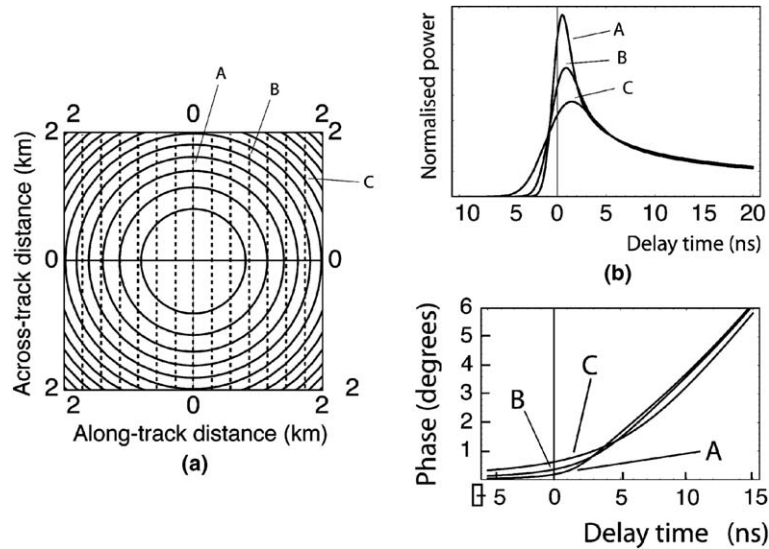 A
B
2 0 2
2 2
(km)
C
Across-track distance (km)
0 0
2 2
2 0 2
Along-track distance (km)
(a)
Normalised power
A
B
C
10 5 0 5 10 15 20
Delay time (ns)
(b)
Phase (degrees)
6
5
4
3
2
1
B
C
A
- 5 0 5 10 15
Delay time (ns)